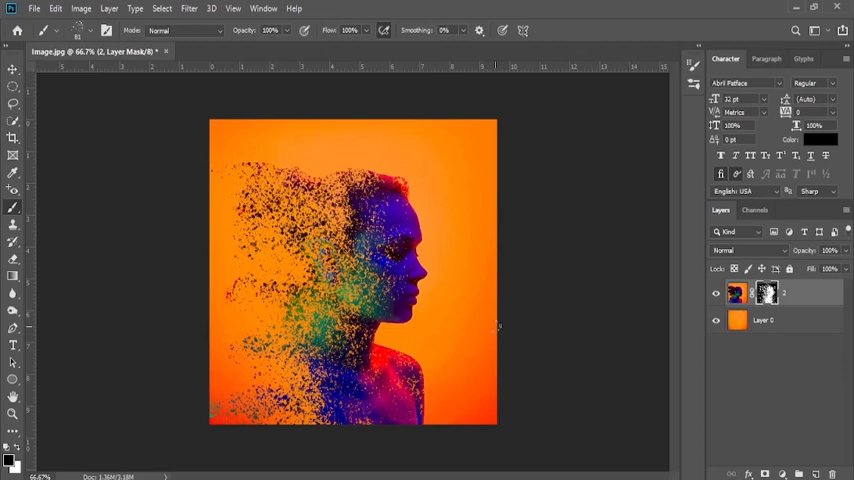 Ps File Edit Image Layer Type Select Filter 3D View Window Help
81 Mode: Normal Opacity: 100% Flow: 100% Smoothing: 0%
Image.jpg @ 66.7% (2, Layer Mask/8) * ×
Character Paragraph Glyphs
Abril Fatface Regular
32 pt (Auto)
Metrics 0
100% 100%
0 pt Color:
English: USA Sharp
Layers Channels
Kind
Normal Opacity: 100%
Lock: Fill: 100%
2
Layer 0
66.67% Doc: 1.36M/3.18M